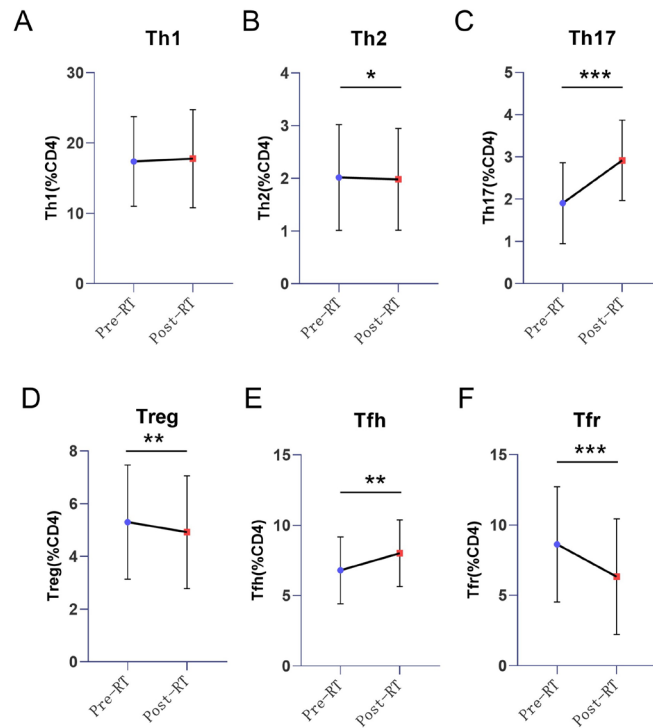 A
Th1
Th1(%CD4)
30
20
10
0
Pre-RT
Post-RT
B
Th2
*
Th2(%CD4)
4
3
2
1
0
Pre-RT
Post-RT
C
Th17
***
Th17(%CD4)
5
4
3
2
1
0
Pre-RT
Post-RT
D
Treg
**
Treg(%CD4)
8
6
4
2
0
Pre-RT
Post-RT
E
Tfh
**
Tfh(%CD4)
15
10
5
0
Pre-RT
Post-RT
F
Tfr
***
Tfr(%CD4)
15
10
5
0
Pre-RT
Post-RT